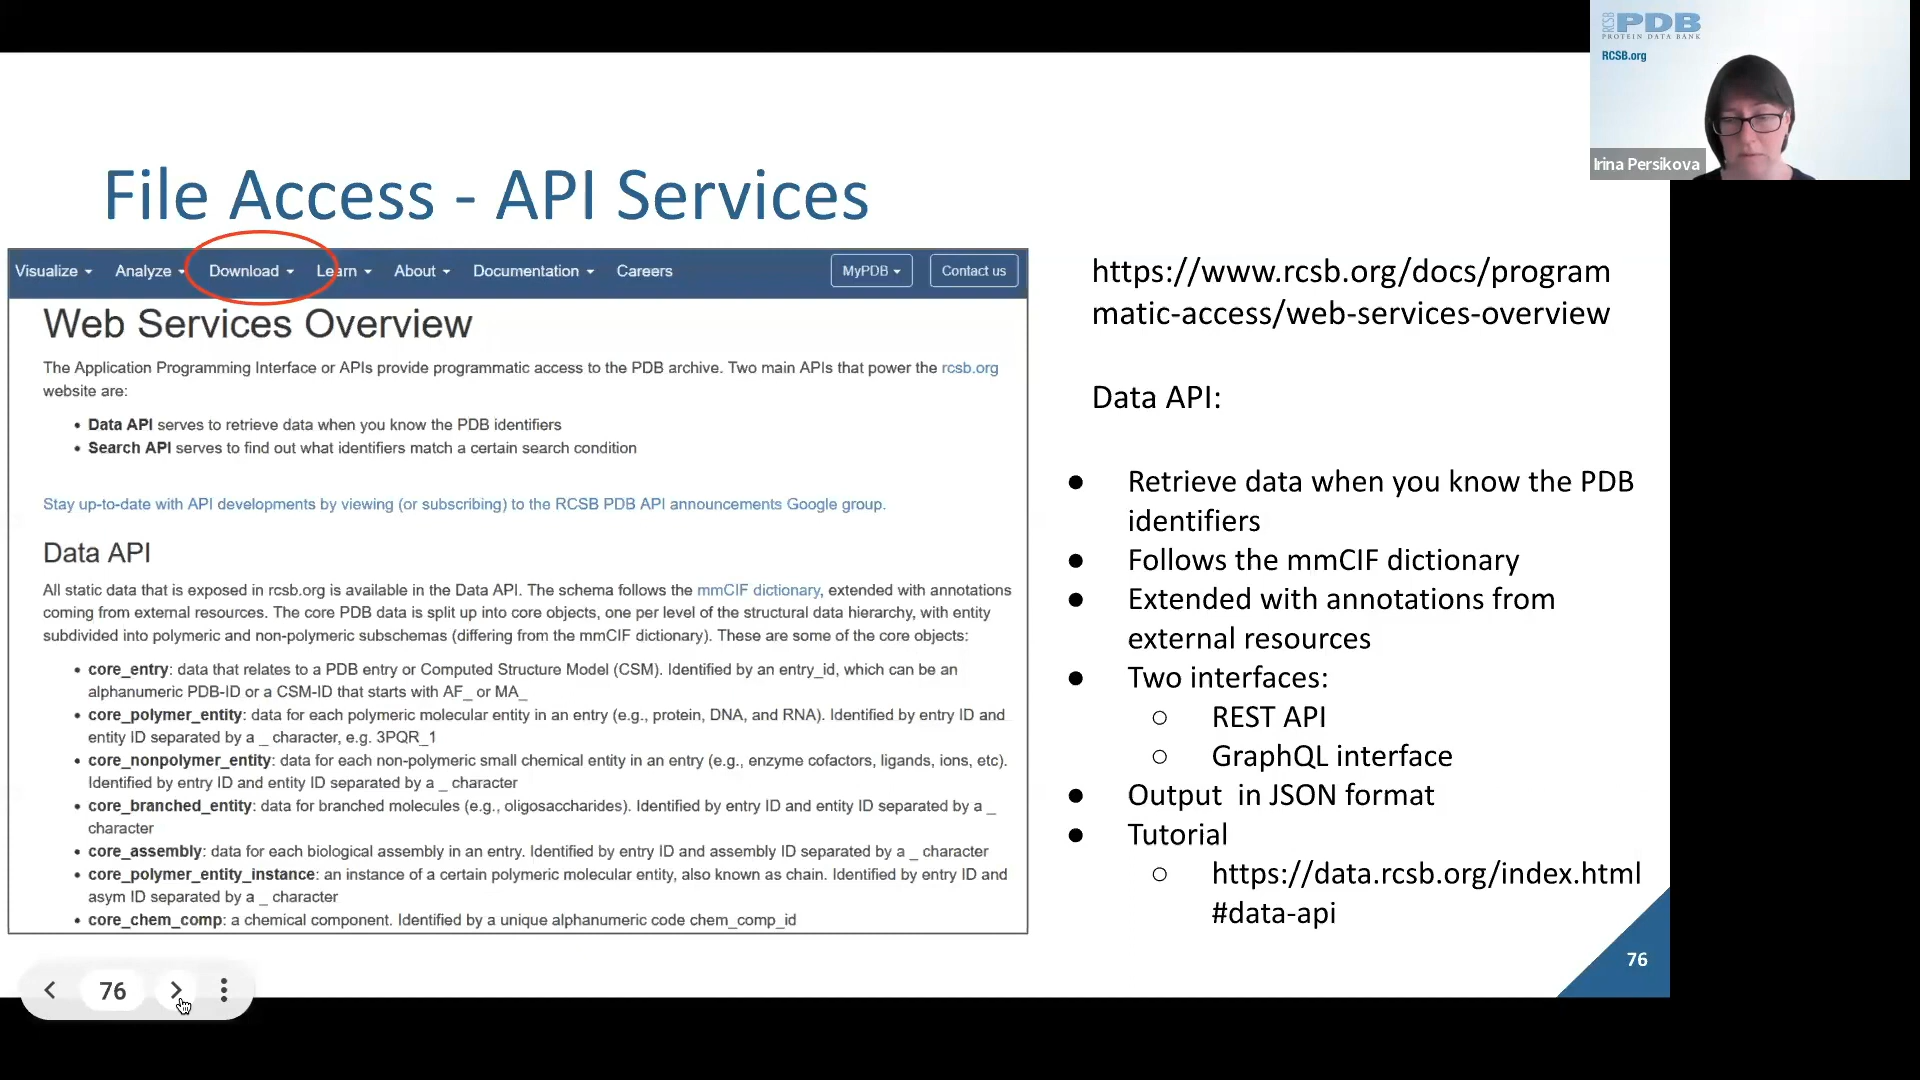 RCSB PDB
PROTEIN DATA BANK
RCSB.org
Irina Persikova
File Access - API Services
Visualize Analyze Download Learn About Documentation Careers MyPDB Contact us
Web Services Overview
The Application Programming Interface or APIs provide programmatic access to the PDB archive. Two main APIs that power the rcsb.org
website are:
• Data API serves to retrieve data when you know the PDB identifiers
• Search API serves to find out what identifiers match a certain search condition
Stay up-to-date with API developments by viewing (or subscribing) to the RCSB PDB API announcements Google group.
Data API
All static data that is exposed in rcsb.org is available in the Data API. The schema follows the mmCIF dictionary, extended with annotations
coming from external resources. The core PDB data is split up into core objects, one per level of the structural data hierarchy, with entity
subdivided into polymeric and non-polymeric subschemas (differing from the mmCIF dictionary). These are some of the core objects:
• core_entry: data that relates to a PDB entry or Computed Structure Model (CSM). Identified by an entry_id, which can be an
alphanumeric PDB-ID or a CSM-ID that starts with AF_ or MA_
• core_polymer_entity: data for each polymeric molecular entity in an entry (e.g., protein, DNA, and RNA). Identified by entry ID and
entity ID separated by a _ character, e.g. 3PQR_1
• core_nonpolymer_entity: data for each non-polymeric small chemical entity in an entry (e.g., enzyme cofactors, ligands, ions, etc).
Identified by entry ID and entity ID separated by a _ character
• core_branched_entity: data for branched molecules (e.g., oligosaccharides). Identified by entry ID and entity ID separated by a _
character
• core_assembly: data for each biological assembly in an entry. Identified by entry ID and assembly ID separated by a _ character
• core_polymer_entity_instance: an instance of a certain polymeric molecular entity, also known as chain. Identified by entry ID and
asym ID separated by a _ character
• core_chem_comp: a chemical component. Identified by a unique alphanumeric code chem_comp_id
https://www.rcsb.org/docs/program
matic-access/web-services-overview
Data API:
● Retrieve data when you know the PDB
identifiers
● Follows the mmCIF dictionary
● Extended with annotations from
external resources
● Two interfaces:
○ REST API
○ GraphQL interface
● Output in JSON format
● Tutorial
○ https://data.rcsb.org/index.html
#data-api
76
76